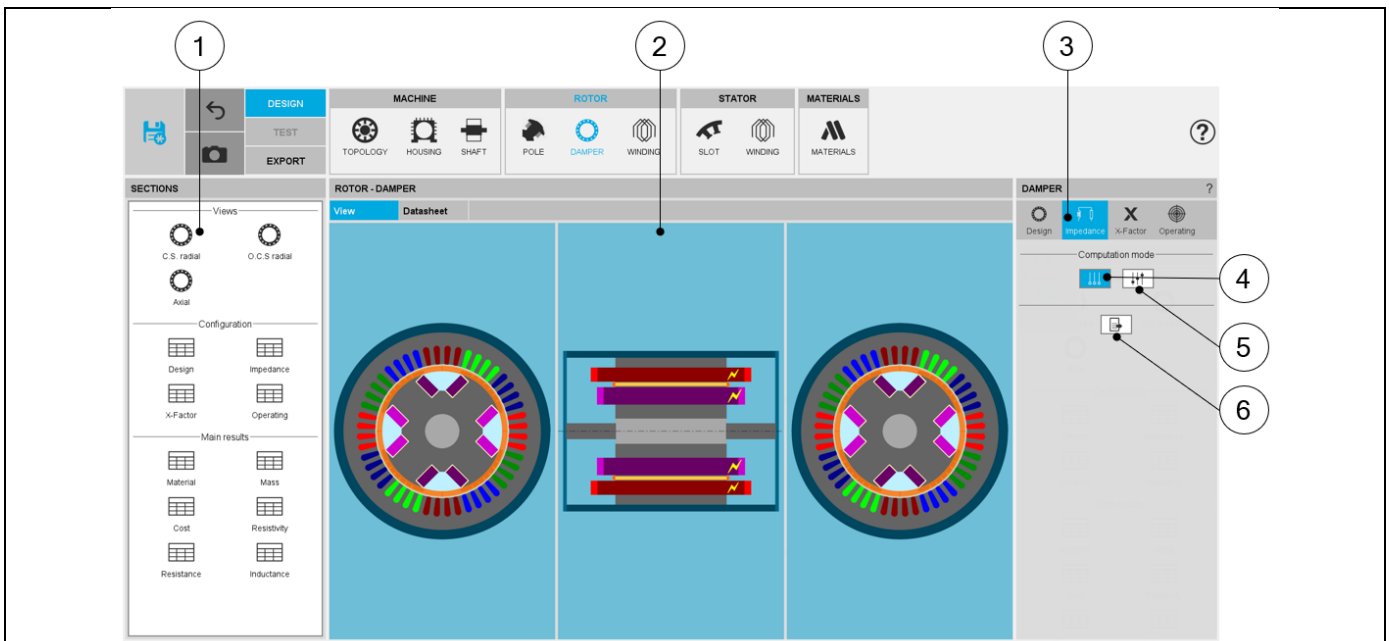 1
2
3
DESIGN
TEST
EXPORT
MACHINE
TOPOLOGY
HOUSING
SHAFT
ROTOR
POLE
DAMPER
WINDING
STATOR
SLOT
WINDING
MATERIALS
MATERIALS
?
SECTIONS
Views
C.S. radial
O.C.S radial
Axial
Configuration
Design
Impedance
X-Factor
Operating
Main results
Material
Mass
Cost
Resistivity
Resistance
Inductance
ROTOR - DAMPER
View
Datasheet
DAMPER
?
Design
Impedance
X
X-Factor
Operating
Computation mode
4
5
6